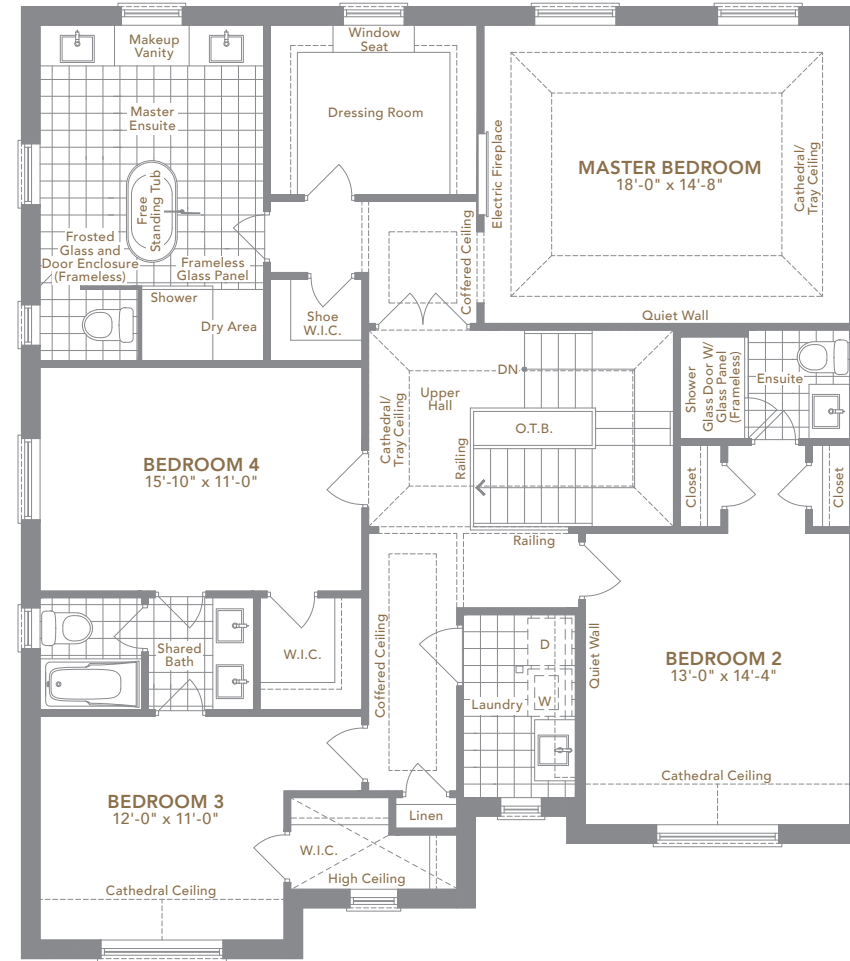 Makeup
Vanity
Window
Seat
Master
Ensuite
Dressing Room
Electric Fireplace
MASTER BEDROOM
18'-0" x 14'-8"
Cathedral/
Tray Ceiling
Free
Standing Tub
Frosted
Glass and
Door Enclosure
(Frameless)
Frameless
Glass Panel
Coffered Ceiling
Shower
Dry Area
Shoe
W.I.C.
Quiet Wall
DN
Upper
Hall
Cathedral/
Tray Ceiling
O.T.B.
Railing
Shower
Glass Door W/
Glass Panel
(Frameless)
Ensuite
BEDROOM 4
15'-10" x 11'-0"
Closet
Closet
Railing
Shared
Bath
W.I.C.
Coffered Ceiling
D
Laundry
W
Quiet Wall
BEDROOM 2
13'-0" x 14'-4"
Cathedral Ceiling
BEDROOM 3
12'-0" x 11'-0"
Linen
W.I.C.
High Ceiling
Cathedral Ceiling